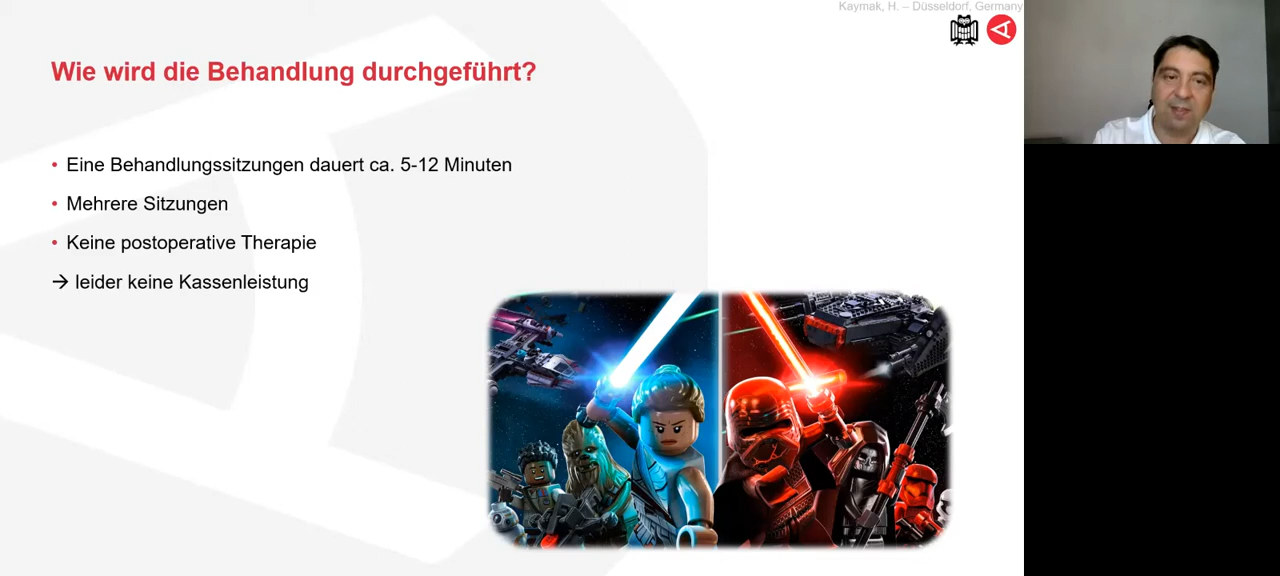 Kaymak, H. – Düsseldorf, Germany
Wie wird die Behandlung durchgeführt?
• Eine Behandlungssitzungen dauert ca. 5-12 Minuten
• Mehrere Sitzungen
• Keine postoperative Therapie
→ leider keine Kassenleistung